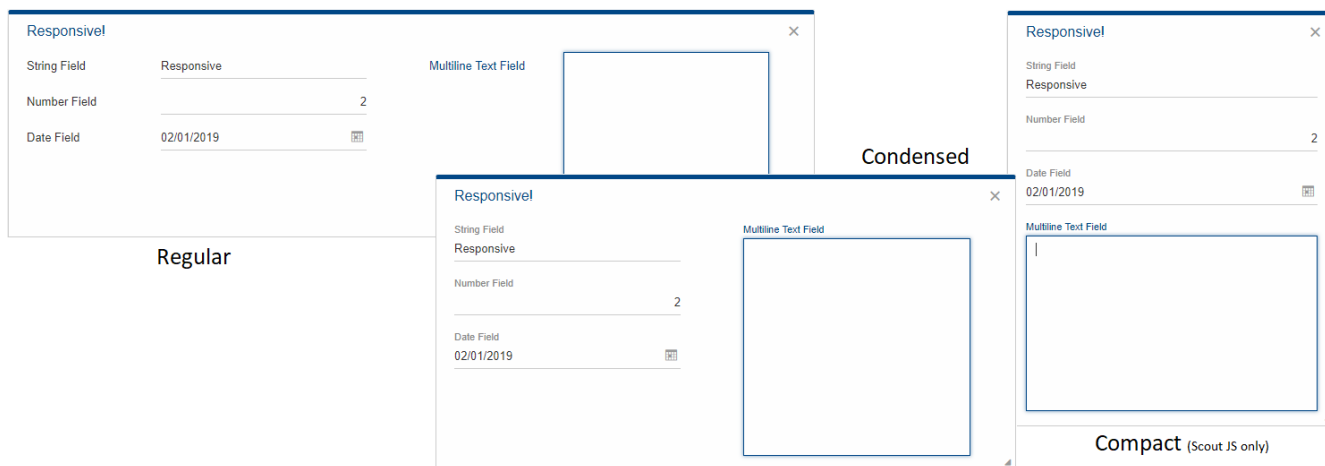 Responsive!
String Field Responsive Multiline Text Field
Number Field 2
Date Field 02/01/2019
Regular
Condensed
Responsive!
String Field
Responsive
Multiline Text Field
Number Field
2
Date Field
02/01/2019
Responsive!
String Field
Responsive
Number Field
2
Date Field
02/01/2019
Multiline Text Field
Compact (Scout JS only)